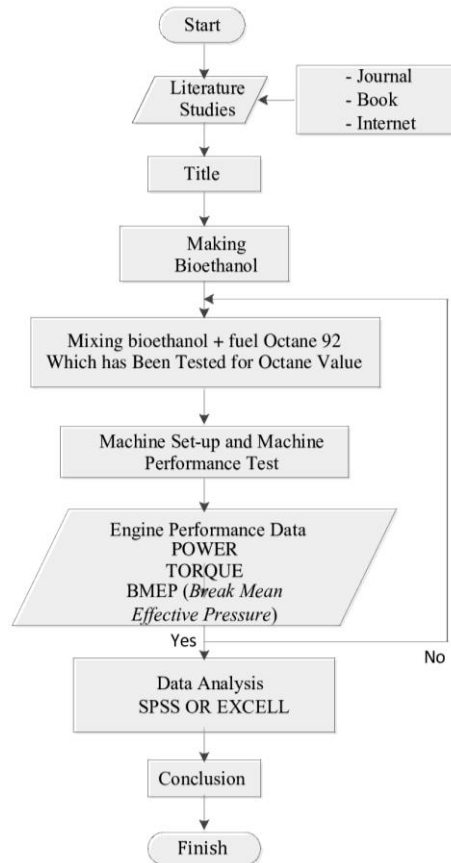 Start
Literature
Studies
- Journal
- Book
- Internet
Title
Making
Bioethanol
Mixing bioethanol + fuel Octane 92
Which has Been Tested for Octane Value
Machine Set-up and Machine
Performance Test
Engine Performance Data
POWER
TORQUE
BMEP (Break Mean
Effective Pressure)
Yes
No
Data Analysis
SPSS OR EXCELL
Conclusion
Finish